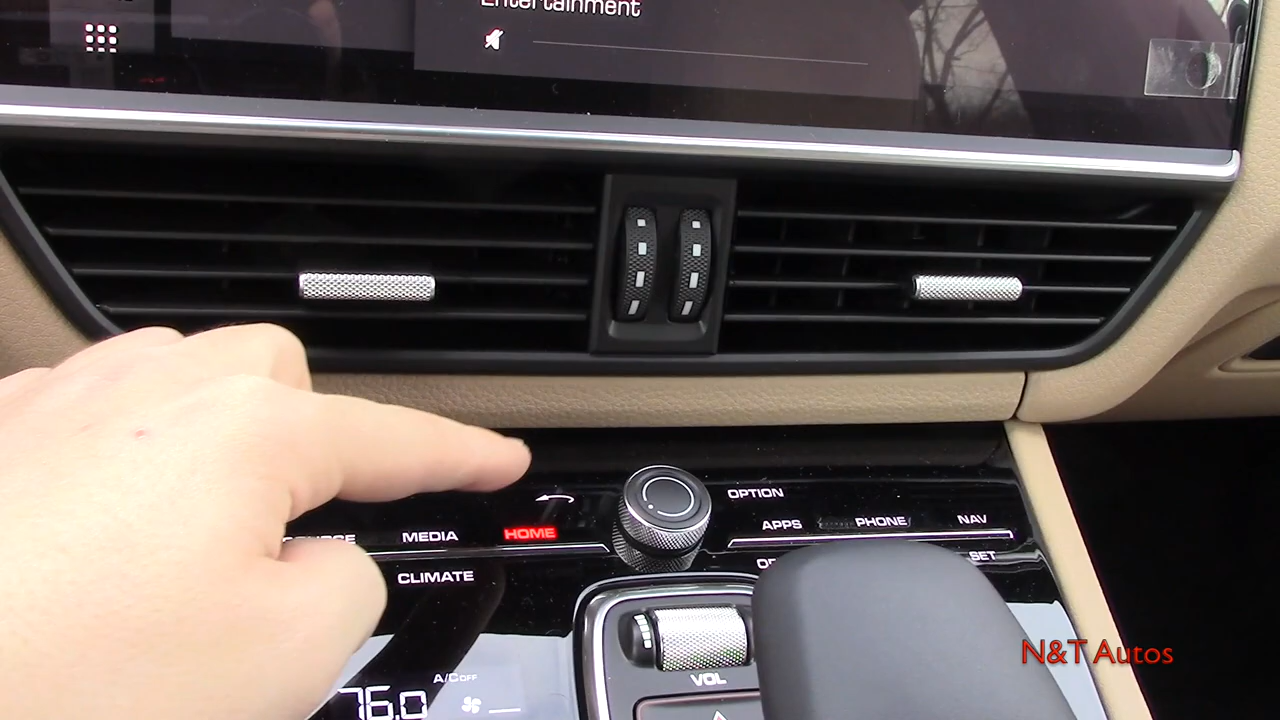 Entertainment
OPTION
MEDIA HOME APPS PHONE NAV
CLIMATE SET
A/C OFF
76.0
VOL
N&T Autos